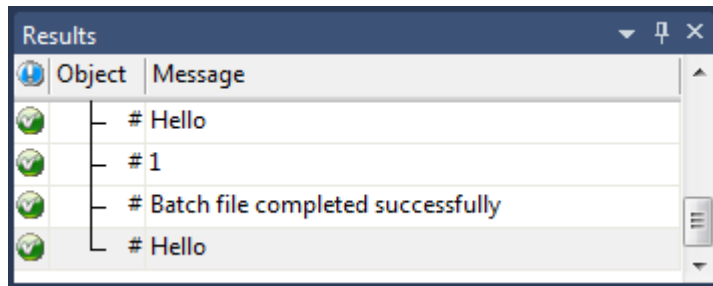 Results
Object Message
# Hello
# 1
# Batch file completed successfully
# Hello